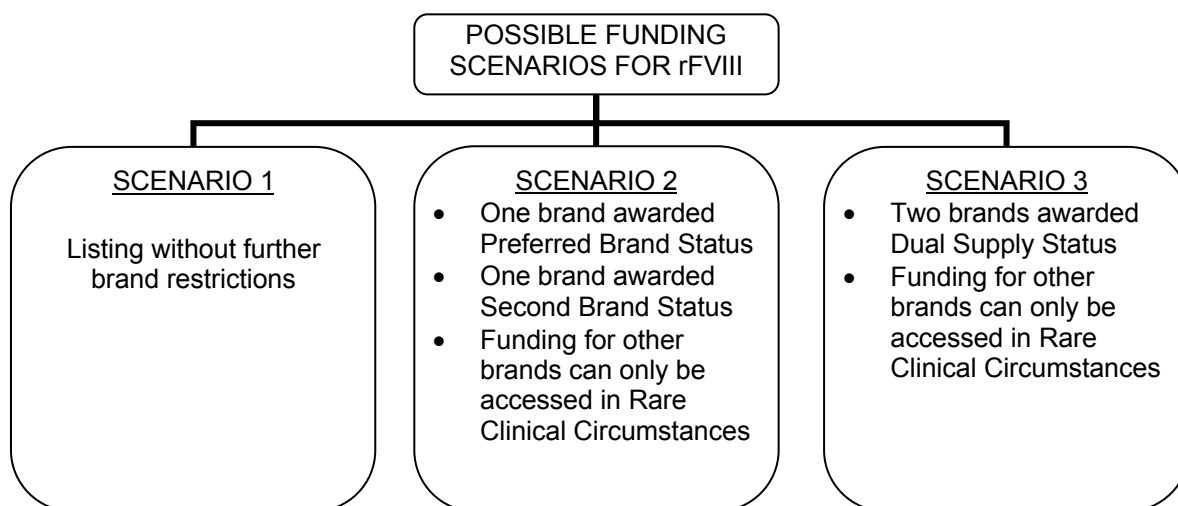 POSSIBLE FUNDING
SCENARIOS FOR rFVIII
SCENARIO 1
Listing without further
brand restrictions
SCENARIO 2
• One brand awarded
Preferred Brand Status
• One brand awarded
Second Brand Status
• Funding for other
brands can only be
accessed in Rare
Clinical Circumstances
SCENARIO 3
• Two brands awarded
Dual Supply Status
• Funding for other
brands can only be
accessed in Rare
Clinical Circumstances